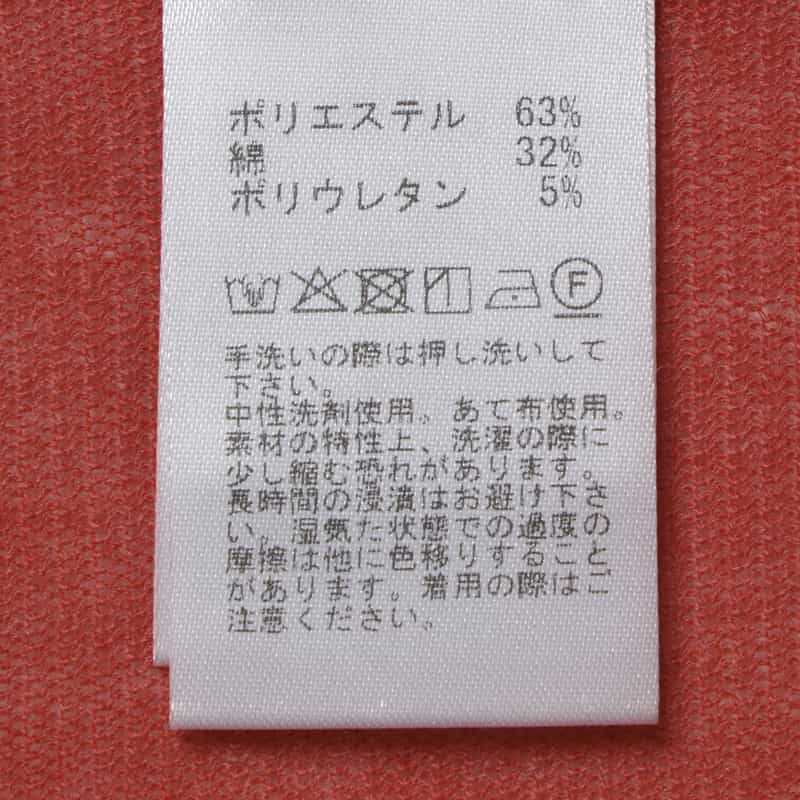 ポリエステル 63%
綿 32%
ポリウレタン 5%
F
手洗いの際は押し洗いして
下さい。
中性洗剤使用。あて布使用。
素材の特性上、洗濯の際に
少し縮む恐れがあります。
長時間の浸漬はお避け下さ
い。湿気た状態での過度の
摩擦は他に色移りすること
があります。着用の際はご
注意ください。